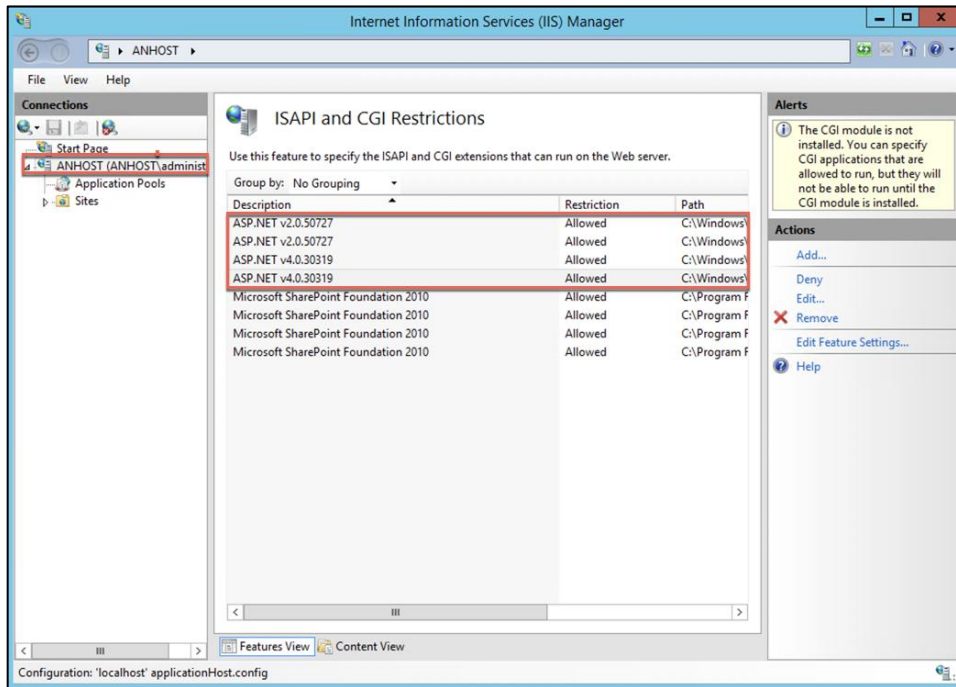 Internet Information Services (IIS) Manager
ANHOST
File View Help
Connections
Start Page
ANHOST (ANHOST\administ
Application Pools
Sites
ISAPI and CGI Restrictions
Use this feature to specify the ISAPI and CGI extensions that can run on the Web server.
Group by: No Grouping
Description Restriction Path
ASP.NET v2.0.50727 Allowed C:\Windows\
ASP.NET v2.0.50727 Allowed C:\Windows\
ASP.NET v4.0.30319 Allowed C:\Windows\
ASP.NET v4.0.30319 Allowed C:\Windows\
Microsoft SharePoint Foundation 2010 Allowed C:\Program F
Microsoft SharePoint Foundation 2010 Allowed C:\Program F
Microsoft SharePoint Foundation 2010 Allowed C:\Program F
Microsoft SharePoint Foundation 2010 Allowed C:\Program F
Features View Content View
Alerts
The CGI module is not
installed. You can specify
CGI applications that are
allowed to run, but they will
not be able to run until the
CGI module is installed.
Actions
Add...
Deny
Edit...
Remove
Edit Feature Settings...
Help
Configuration: 'localhost' applicationHost.config